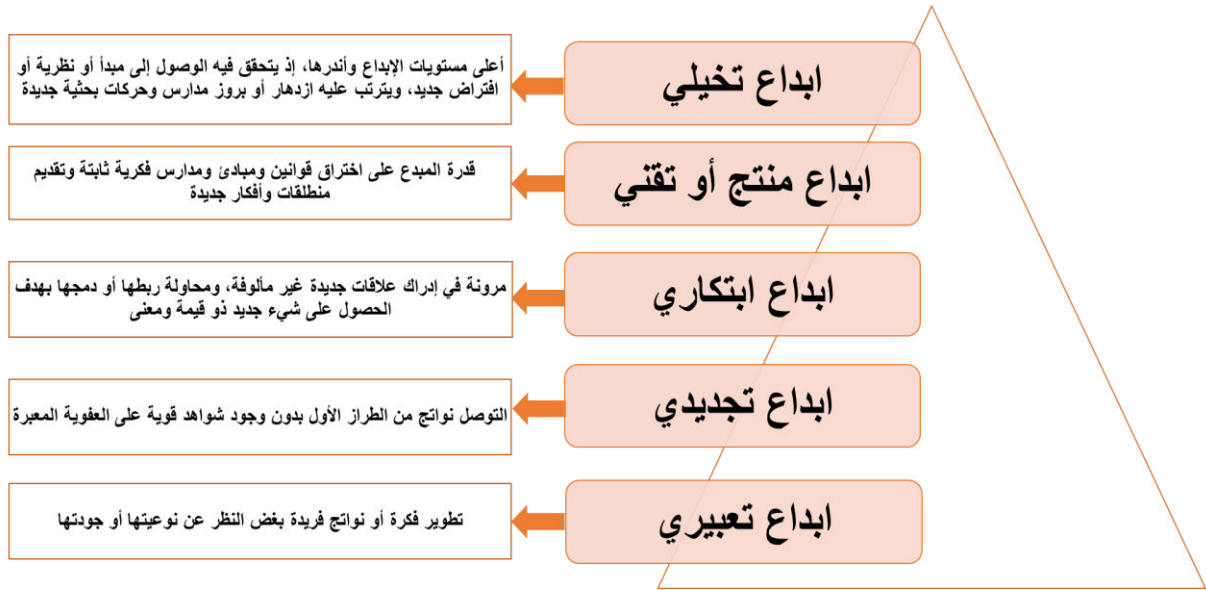 ابداع تخيلي
أعلى مستويات الإبداع وأندرها، إذ يتحقق فيه الوصول إلى مبدأ أو نظرية أو
افتراض جديد، ويترتب عليه ازدهار أو بروز مدارس وحركات بحثية جديدة
ابداع منتج أو تقني
قدرة المبدع على اختراق قوانين ومبادئ ومدارس فكرية ثابتة وتقديم
منطلقات وأفكار جديدة
ابداع ابتكاري
مرونة في إدراك علاقات جديدة غير مألوفة، ومحاولة ربطها أو دمجها بهدف
الحصول على شيء جديد ذو قيمة ومعنى
ابداع تجديدي
التوصل نواتج من الطراز الأول بدون وجود شواهد قوية على العفوية المعبرة
ابداع تعبيري
تطوير فكرة أو نواتج فريدة بغض النظر عن نوعيتها أو جودتها